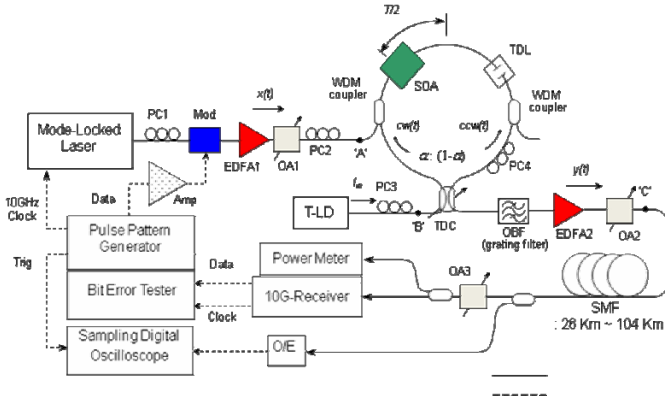 T/2
TDL
SOA
WDM
coupler
WDM
coupler
x(t)
PC1
Mod
cw(t)
ccw(t)
Mode-Locked
Laser
EDFA1
OA1
PC2
'A'
α: (1-α)
PC4
y(t)
'C'
10GHz
Clock
Data
Amp
PC3
T-LD
'B'
TDC
OBF
(grating filter)
EDFA2
OA2
Trig
Pulse Pattern
Generator
Data
Power Meter
OA3
Bit Error Tester
10G-Receiver
Clock
SMF
: 26 Km ~ 104 Km
Sampling Digital
Oscilloscope
O/E